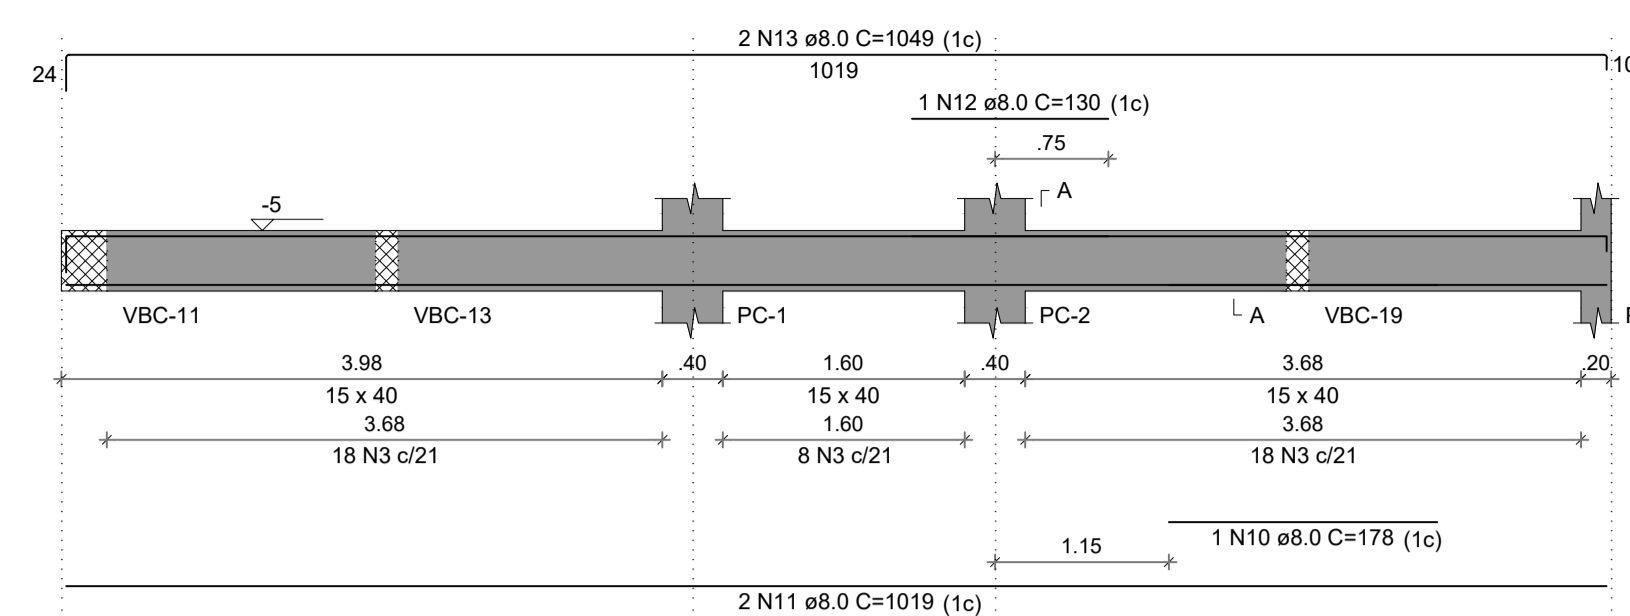 2 N13 ø8.0 C=1049 (1c)
24
1019
10
1 N12 ø8.0 C=130 (1c)
.75
A
-5
VBC-11
VBC-13
PC-1
PC-2
A
VBC-19
3.98
.40
1.60
.40
3.68
.20
15 x 40
15 x 40
15 x 40
3.68
1.60
3.68
18 N3 c/21
8 N3 c/21
18 N3 c/21
1 N10 ø8.0 C=178 (1c)
1.15
2 N11 ø8.0 C=1019 (1c)